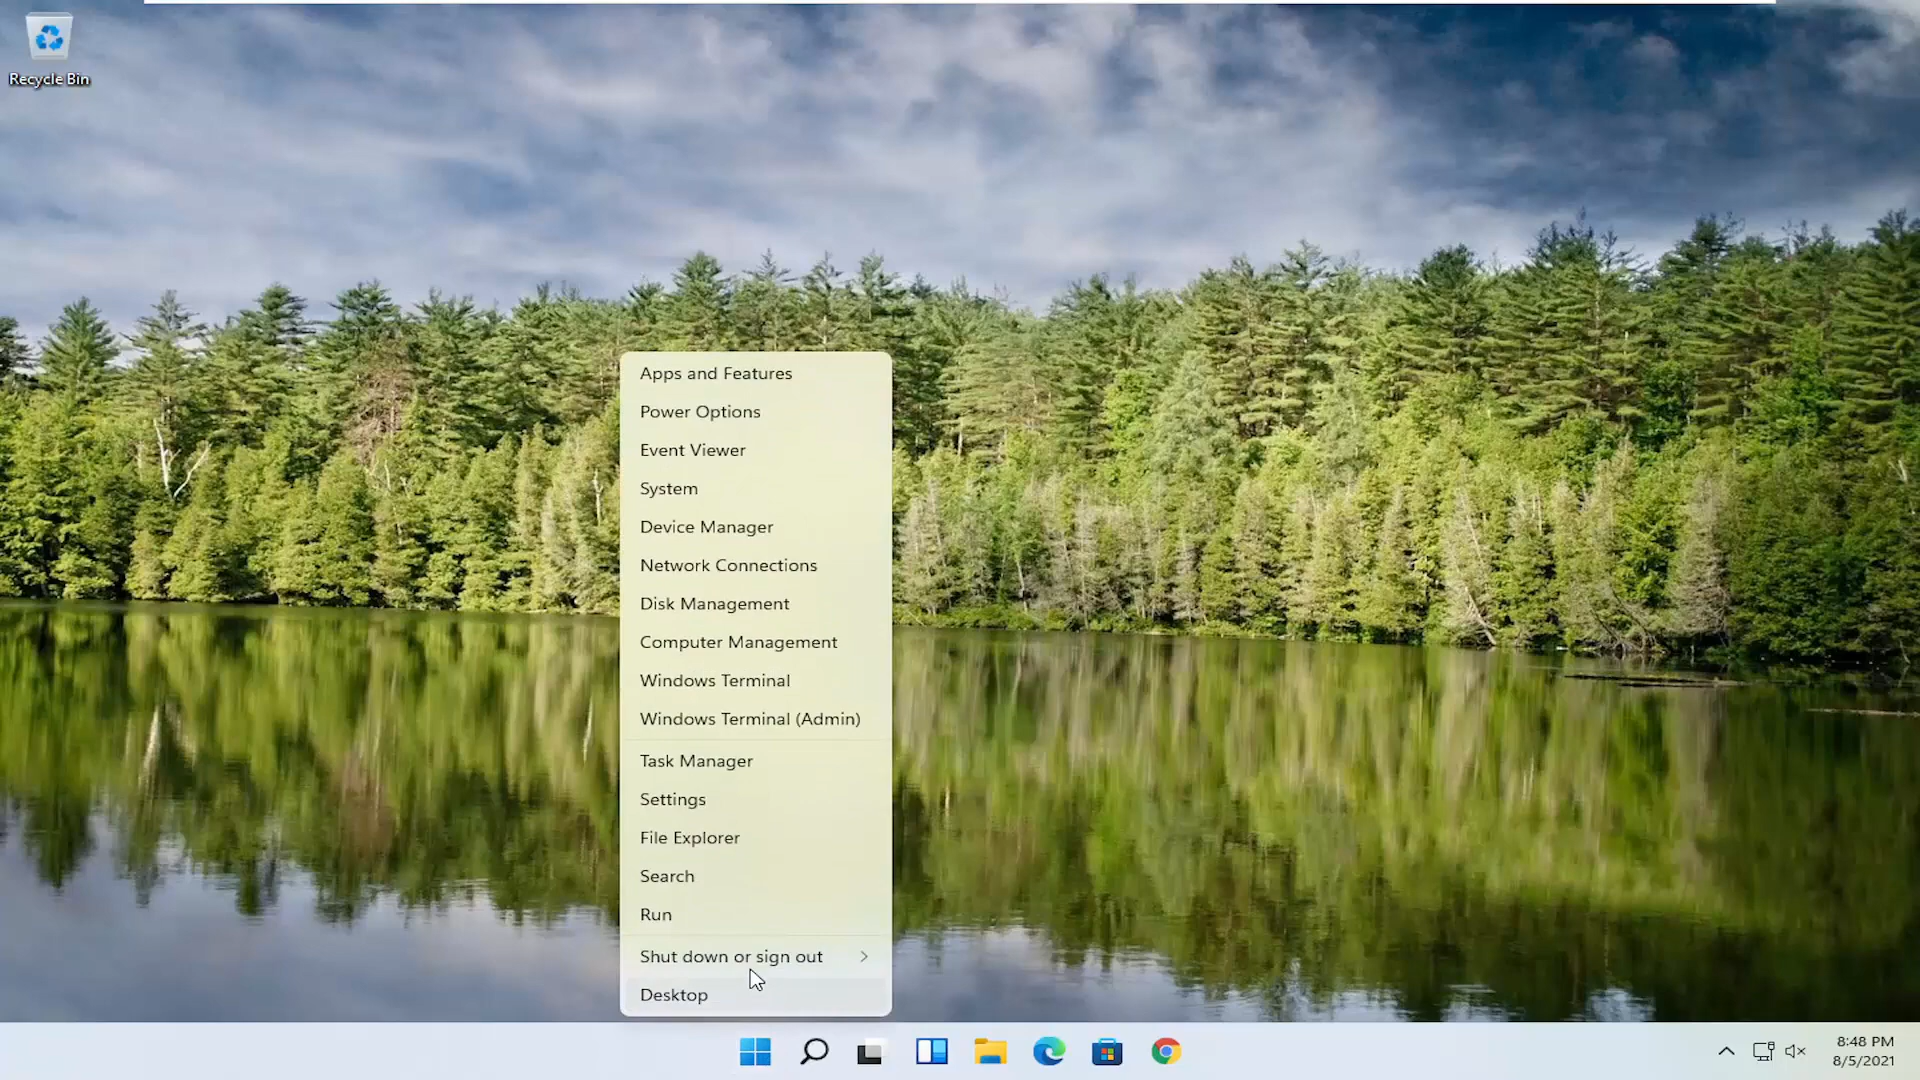 Recycle Bin
Apps and Features
Power Options
Event Viewer
System
Device Manager
Network Connections
Disk Management
Computer Management
Windows Terminal
Windows Terminal (Admin)
Task Manager
Settings
File Explorer
Search
Run
Shut down or sign out
Desktop
8:48 PM
8/5/2021